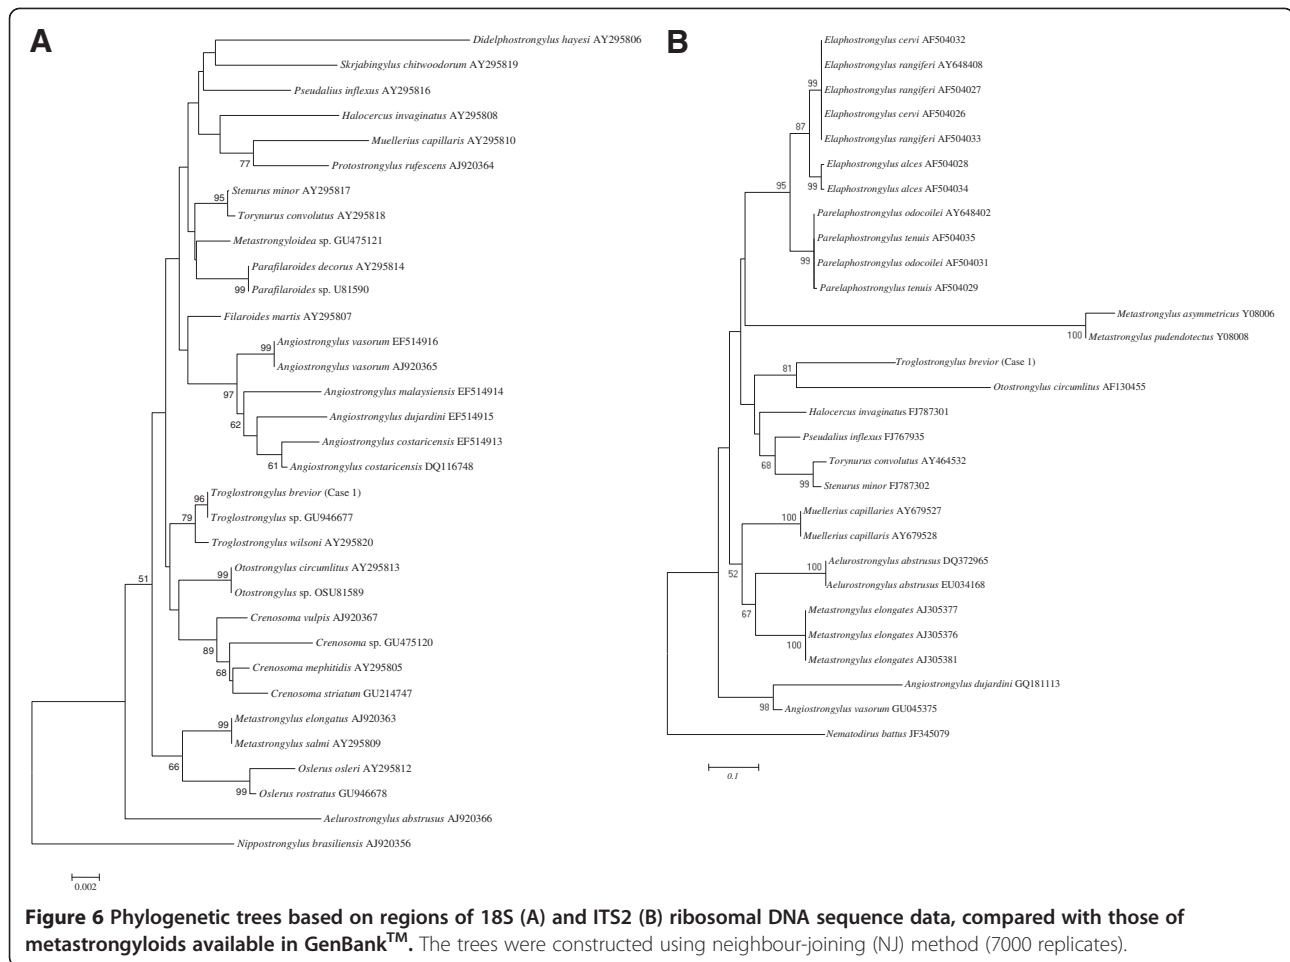 A
Didelphostrongylus hayesi AY295806
Skrjabingylus chitwoodorum AY295819
Pseudalius inflexus AY295816
Halocercus invaginatus AY295808
Muellerius capillaris AY295810
77
Protostrongylus rufescens AJ920364
Stenurus minor AY295817
95
Torynurus convolutus AY295818
Metastrongyloidea sp. GU475121
Parafilaroides decorus AY295814
99
Parafilaroides sp. U81590
Filaroides martis AY295807
Angiostrongylus vasorum EF514916
99
Angiostrongylus vasorum AJ920365
97
Angiostrongylus malaysiensis EF514914
62
Angiostrongylus dujardini EF514915
Angiostrongylus costaricensis EF514913
61
Angiostrongylus costaricensis DQ116748
96
Troglostrongylus brevior (Case 1)
79
Troglostrongylus sp. GU946677
Troglostrongylus wilsoni AY295820
51
99
Otostrongylus circumlitus AY295813
Otostrongylus sp. OSU81589
Crenosoma vulpis AJ920367
89
Crenosoma sp. GU475120
68
Crenosoma mephitidis AY295805
Crenosoma striatum GU214747
99
Metastrongylus elongatus AJ920363
Metastrongylus salmi AY295809
66
Oslerus osleri AY295812
99
Oslerus rostratus GU946678
Aelurostrongylus abstrusus AJ920366
Nippostrongylus brasiliensis AJ920356
0.002
B
Elaphostrongylus cervi AF504032
Elaphostrongylus rangiferi AY648408
99
Elaphostrongylus rangiferi AF504027
Elaphostrongylus cervi AF504026
87
Elaphostrongylus rangiferi AF504033
Elaphostrongylus alces AF504028
95
99
Elaphostrongylus alces AF504034
Parelaphostrongylus odocoilei AY648402
Parelaphostrongylus tenuis AF504035
99
Parelaphostrongylus odocoilei AF504031
Parelaphostrongylus tenuis AF504029
Metastrongylus asymmetricus Y08006
100
Metastrongylus pudendotectus Y08008
Troglostrongylus brevior (Case 1)
81
Otostrongylus circumlitus AF130455
Halocercus invaginatus FJ787301
Pseudalius inflexus FJ767935
68
Torynurus convolutus AY464532
99
Stenurus minor FJ787302
Muellerius capillaries AY679527
100
Muellerius capillaris AY679528
52
Aelurostrongylus abstrusus DQ372965
100
Aelurostrongylus abstrusus EU034168
67
Metastrongylus elongates AJ305377
Metastrongylus elongates AJ305376
100
Metastrongylus elongates AJ305381
Angiostrongylus dujardini GQ181113
98
Angiostrongylus vasorum GU045375
Nematodirus battus JF345079
0.1
Figure 6 Phylogenetic trees based on regions of 18S (A) and ITS2 (B) ribosomal DNA sequence data, compared with those of
metastrongyloids available in GenBank™. The trees were constructed using neighbour-joining (NJ) method (7000 replicates).